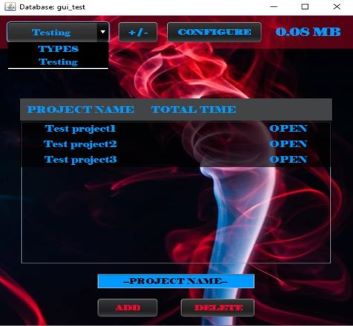 Database: gui_test
Testing +/- CONFIGURE 0.08 MB
TYPES
Testing
PROJECT NAME TOTAL TIME
Test project1 OPEN
Test project2 OPEN
Test project3 OPEN
--PROJECT NAME--
ADD DELETE